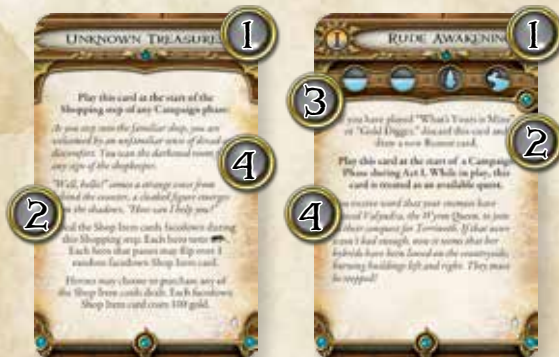 UNKNOWN TREASURES
1
Play this card at the start of the
Shopping step of any Campaign phase.
As you step into the familiar shop, you are
welcomed by an unfamiliar sense of dread
discomfort. You scan the darkened room
any sign of the shopkeeper.
4
"Well, hello!" comes a strange voice from
behind the counter, a cloaked figure emerges
the shadows, "How can I help you?"
2
the Shop Item cards facedown during
this Shopping step. Each hero tests
Each hero that passes may flip over 1
random facedown Shop Item card.
Heroes may choose to purchase any of
the Shop Item cards dealt. Each facedown
Shop Item card costs 100 gold.
I
RUDE AWAKENING
1
3
you have played "What's Yours is Mine"
or "Gold Digger," discard this card and
draw a new Rumor card.
2
Play this card at the start of a Campaign
Phase during Act I. While in play, this
card is treated as an available quest.
4
receive word that your enemies have
Valyndra, the Wyrm Queen, to join
their conquest for Terrinoth. If that
wasn't bad enough, now it seems that her
hybrids have been loosed on the countryside,
burning buildings left and right. They must
be stopped!